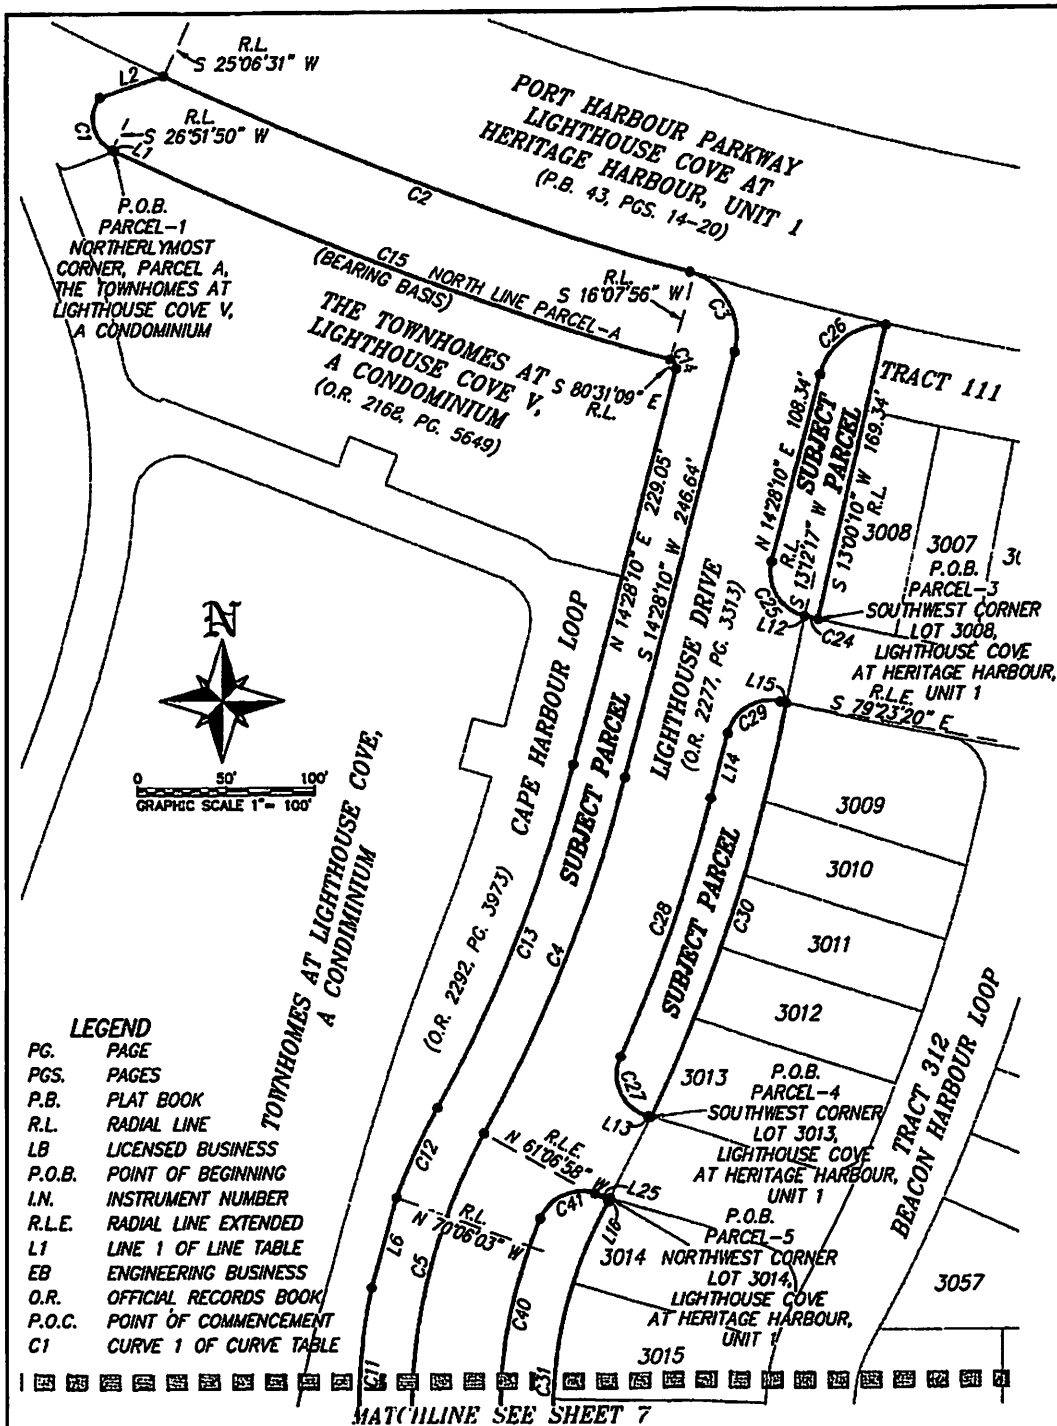 R.L.
S 25°06'31" W
L2
C1
R.L.
S 26°51'50" W
L1
P.O.B.
PARCEL-1
NORTHERLYMOST
CORNER, PARCEL A,
THE TOWNHOMES AT
LIGHTHOUSE COVE V,
A CONDOMINIUM
PORT HARBOUR PARKWAY
LIGHTHOUSE COVE AT
HERITAGE HARBOUR, UNIT 1
(P.B. 43, PGS. 14-20)
C2
C15 NORTH LINE PARCEL-A
(BEARING BASIS)
R.L.
S 16°07'56" W
C3
C14
THE TOWNHOMES AT
LIGHTHOUSE COVE V,
A CONDOMINIUM
(O.R. 2168, PG. 5649)
S 80°31'09" E
R.L.
C26
TRACT 111
N 14°28'10" E 108.34'
SUBJECT
PARCEL
S 13°00'10" W 169.34'
R.L.
R.L.
S 13°12'17" W
C25
L12
C24
3008
3007
P.O.B.
PARCEL-3
SOUTHWEST CORNER
LOT 3008,
LIGHTHOUSE COVE
AT HERITAGE HARBOUR,
UNIT 1
N 14°28'10" E 229.05'
S 14°28'10" W 246.64'
LIGHTHOUSE DRIVE
(O.R. 2277, PG. 3313)
CAPE HARBOUR LOOP
(O.R. 2292, PG. 3973)
SUBJECT PARCEL
L15
R.L.E.
S 79°23'20" E
C29
L14
N
0 50' 100'
GRAPHIC SCALE 1"= 100'
TOWNHOMES AT LIGHTHOUSE COVE,
A CONDIMINIUM
C13
C4
C28
SUBJECT PARCEL
C30
3009
3010
3011
3012
3013
C27
L13
P.O.B.
PARCEL-4
SOUTHWEST CORNER
LOT 3013,
LIGHTHOUSE COVE
AT HERITAGE HARBOUR,
UNIT 1
TRACT 312
BEACON HARBOUR LOOP
C12
R.L.E.
N 61°06'58" W
R.L.
N 70°06'03" W
C41
L25
L16
L6
C5
C40
3014
P.O.B.
PARCEL-5
NORTHWEST CORNER
LOT 3014,
LIGHTHOUSE COVE
AT HERITAGE HARBOUR,
UNIT 1
3057
3015
C11
C31
LEGEND
PG. PAGE
PGS. PAGES
P.B. PLAT BOOK
R.L. RADIAL LINE
LB LICENSED BUSINESS
P.O.B. POINT OF BEGINNING
I.N. INSTRUMENT NUMBER
R.L.E. RADIAL LINE EXTENDED
L1 LINE 1 OF LINE TABLE
EB ENGINEERING BUSINESS
O.R. OFFICIAL RECORDS BOOK
P.O.C. POINT OF COMMENCEMENT
C1 CURVE 1 OF CURVE TABLE
MATCHLINE SEE SHEET 7